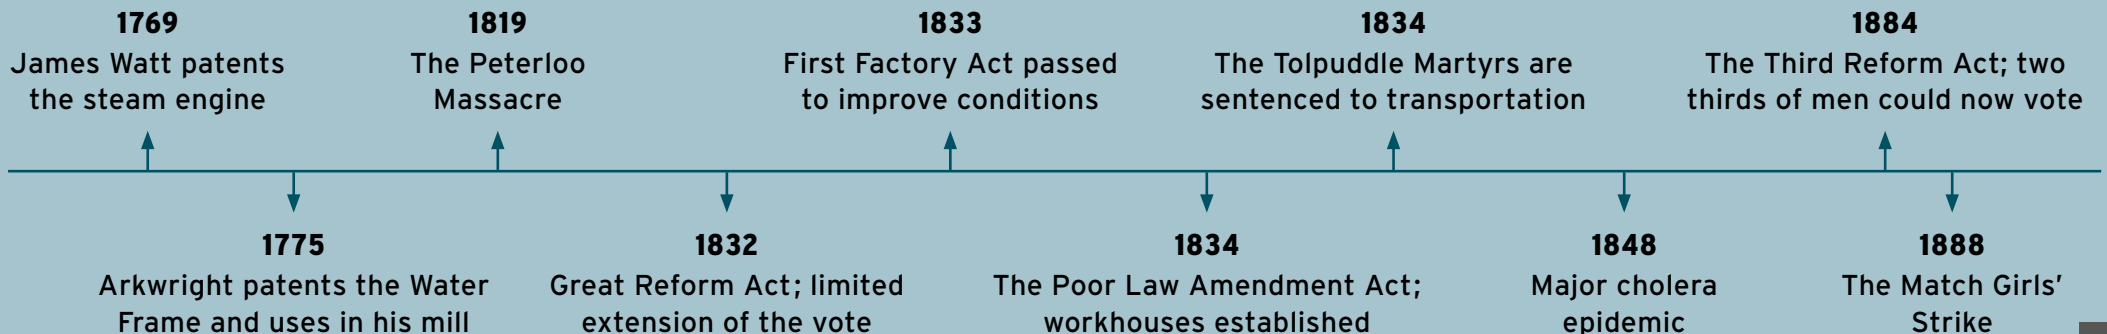 1769
James Watt patents
the steam engine
1775
Arkwright patents the Water
Frame and uses in his mill
1819
The Peterloo
Massacre
1832
Great Reform Act; limited
extension of the vote
1833
First Factory Act passed
to improve conditions
1834
The Poor Law Amendment Act;
workhouses established
1834
The Tolpuddle Martyrs are
sentenced to transportation
1848
Major cholera
epidemic
1884
The Third Reform Act; two
thirds of men could now vote
1888
The Match Girls’
Strike